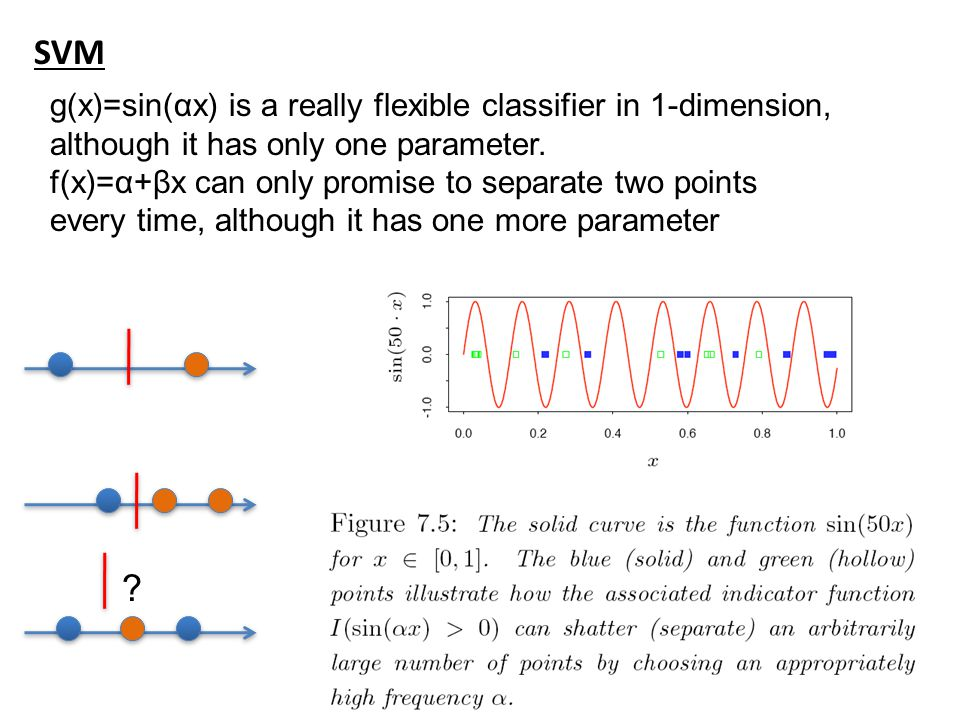 SVM
g(x)=sin(αx) is a really flexible classifier in 1-dimension,
although it has only one parameter.
f(x)=α+βx can only promise to separate two points
every time, although it has one more parameter
sin(50 · x)
1.0
0.0
-1.0
0.0 0.2 0.4 0.6 0.8 1.0
x
?
Figure 7.5: The solid curve is the function sin(50x)
for x ∈ [0, 1]. The blue (solid) and green (hollow)
points illustrate how the associated indicator function
I(sin(αx) > 0) can shatter (separate) an arbitrarily
large number of points by choosing an appropriately
high frequency α.